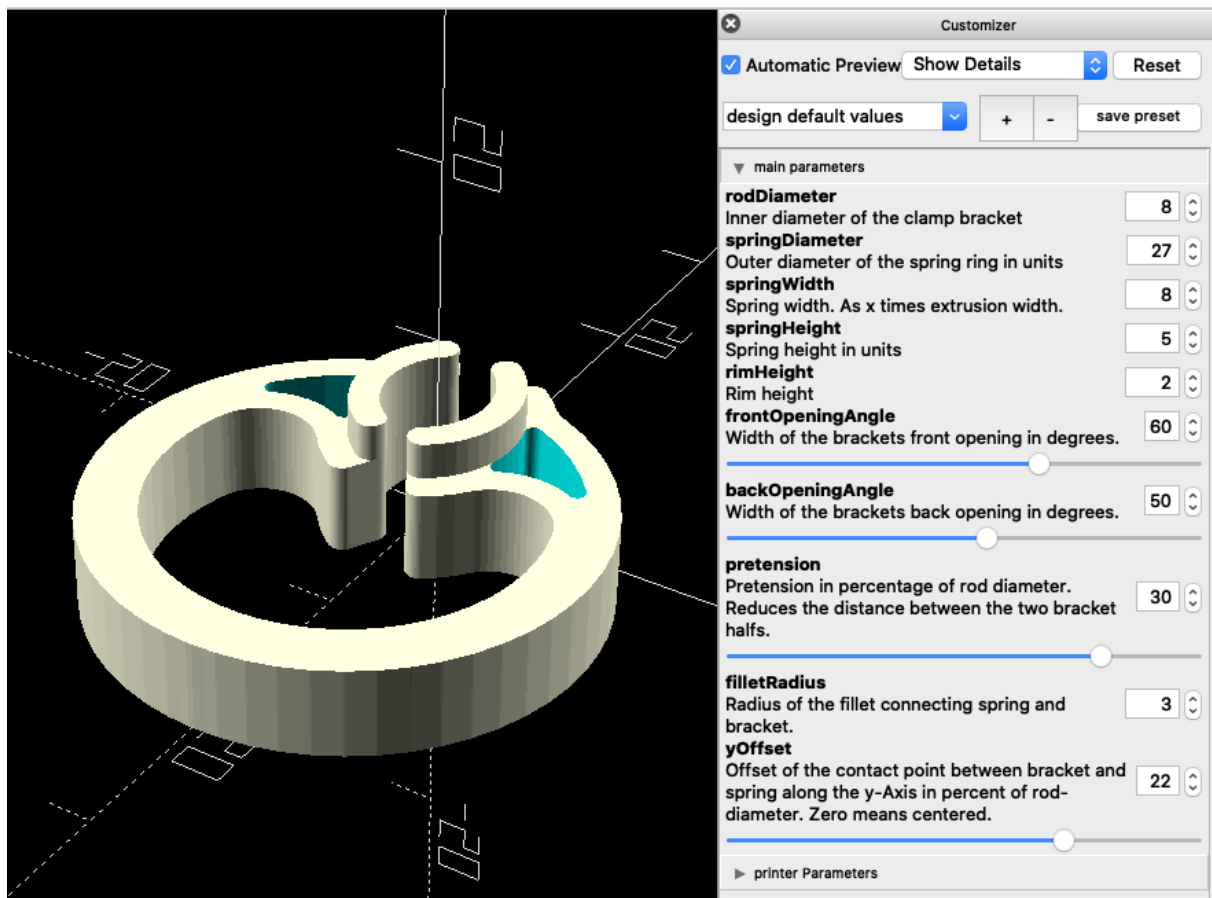 Customizer
Automatic Preview Show Details Reset
design default values + - save preset
main parameters
rodDiameter
Inner diameter of the clamp bracket 8
springDiameter
Outer diameter of the spring ring in units 27
springWidth
Spring width. As x times extrusion width. 8
springHeight
Spring height in units 5
rimHeight
Rim height 2
frontOpeningAngle
Width of the brackets front opening in degrees. 60
backOpeningAngle
Width of the brackets back opening in degrees. 50
pretension
Pretension in percentage of rod diameter.
Reduces the distance between the two bracket 30
halfs.
filletRadius
Radius of the fillet connecting spring and 3
bracket.
yOffset
Offset of the contact point between bracket and
spring along the y-Axis in percent of rod- 22
diameter. Zero means centered.
printer Parameters